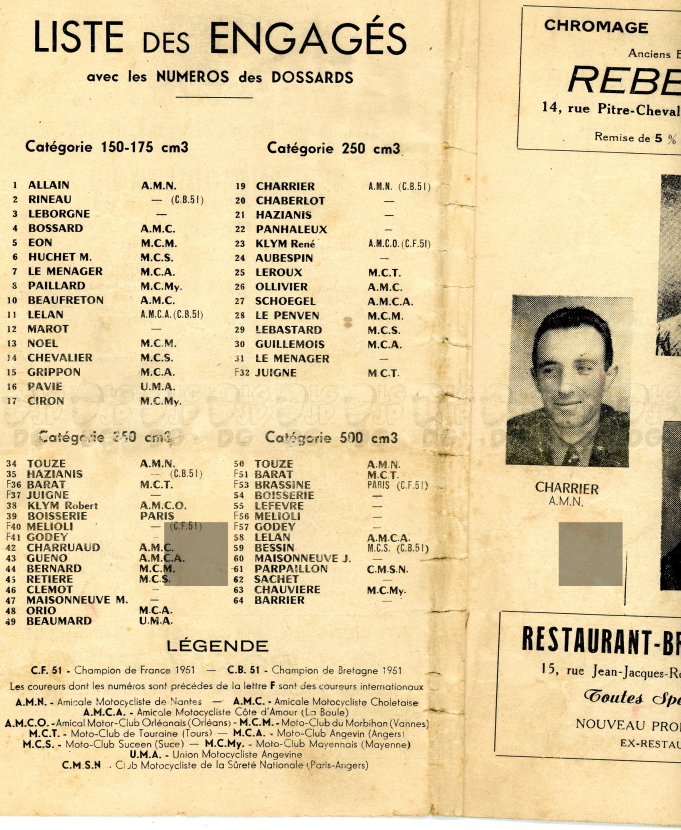 LISTE DES ENGAGÉS
avec les NUMEROS des DOSSARDS
Catégorie 150-175 cm3
1 ALLAIN A.M.N.
2 RINEAU — (C.B.51)
3 LEBORGNE —
4 BOSSARD A.M.C.
5 EON M.C.M.
6 HUCHET M. M.C.S.
7 LE MENAGER M.C.A.
8 PAILLARD M.C.My.
10 BEAUFRETON A.M.C.
11 LELAN A.M.C.A. (C.B.51)
12 MAROT —
13 NOEL M.C.M.
14 CHEVALIER M.C.S.
15 GRIPPON M.C.A.
16 PAVIE U.M.A.
17 CIRON M.C.My.
Catégorie 250 cm3
19 CHARRIER A.M.N. (C.B.51)
20 CHABERLOT —
21 HAZIANIS —
22 PANHALEUX —
23 KLYM René A.M.C.O. (C.F.51)
24 AUBESPIN —
25 LEROUX M.C.T.
26 OLLIVIER A.M.C.
27 SCHOEGEL A.M.C.A.
28 LE PENVEN M.C.M.
29 LEBASTARD M.C.S.
30 GUILLEMOIS M.C.A.
31 LE MENAGER —
F32 JUIGNE M C.T.
Catégorie 350 cm3
34 TOUZE A.M.N.
35 HAZIANIS — (C.B.51)
F36 BARAT M.C.T.
F37 JUIGNE —
38 KLYM Robert A.M.C.O.
39 BOISSERIE PARIS
F40 MELIOLI — (C.F.51)
F41 GODEY
42 CHARRUAUD A.M.C.
43 GUENO A.M.C.A.
44 BERNARD M.C.M.
45 RETIERE M.C.S.
46 CLEMOT —
47 MAISONNEUVE M. —
48 ORIO M.C.A.
49 BEAUMARD U.M.A.
Catégorie 500 cm3
50 TOUZE A.M.N.
F51 BARAT M.C.T.
F53 BRASSINE PARIS (C.F.51)
54 BOISSERIE —
55 LEFEVRE —
F56 MELIOLI —
F57 GODEY —
58 LELAN A.M.C.A.
59 BESSIN M.C.S. (C.B.51)
60 MAISONNEUVE J. —
61 PARPAILLON C.M.S.N.
62 SACHET —
63 CHAUVIERE M.C.My.
64 BARRIER —
LÉGENDE
C.F. 51 - Champion de France 1951 — C.B. 51 - Champion de Bretagne 1951
Les coureurs dont les numéros sont précédes de la lettre F sont des coureurs internationaux
A.M.N. - Amicale Motocycliste de Nantes — A.M.C. - Amicale Motocycliste Choletaise
A.M.C.A. - Amicale Motocycliste Côte d'Amour (La Baule)
A.M.C.O. - Amical Motor-Club Orléanais (Orléans) - M.C.M. - Moto-Club du Morbihan (Vannes)
M.C.T. - Moto-Club de Touraine (Tours) — M.C.A. - Moto-Club Angevin (Angers)
M.C.S. - Moto-Club Suceen (Suce) — M.C.My. - Moto-Club Mayennais (Mayenne)
U.M.A. - Union Motocycliste Angevine
C.M.S.N. - Club Motocycliste de la Sûreté Nationale (Paris-Angers)
CHROMAGE
Anciens E
REBE
14, rue Pitre-Cheval
Remise de 5 %
CHARRIER
A.M.N.
RESTAURANT-BR
15, rue Jean-Jacques-R
Toutes Spé
NOUVEAU PRO
EX-RESTAU